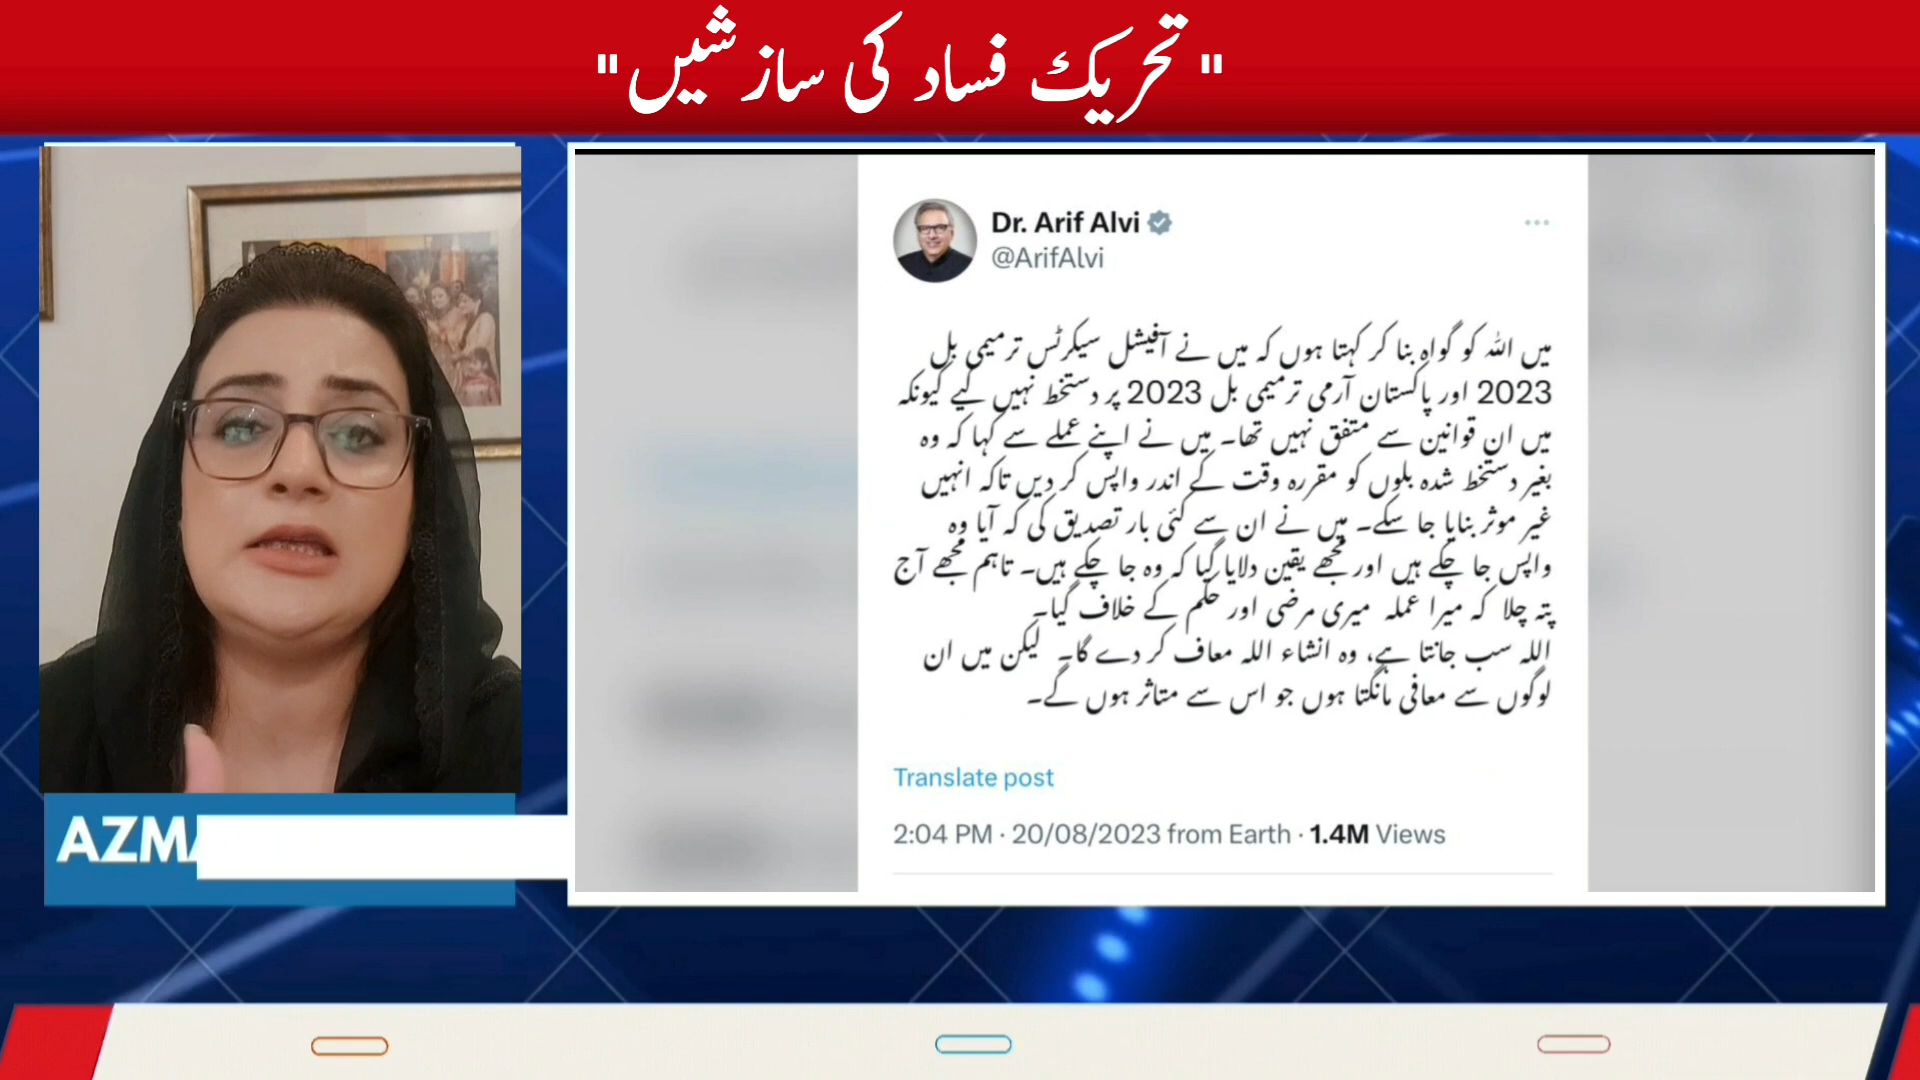 "تحریک فساد کی سازشیں"
Dr. Arif Alvi
@ArifAlvi
میں اللہ کو گواہ بنا کر کہتا ہوں کہ میں نے آفیشل سیکرٹس ترمیمی بل
2023 اور پاکستان آرمی ترمیمی بل 2023 پر دستخط نہیں کیے کیونکہ
میں ان قوانین سے متفق نہیں تھا۔ میں نے اپنے عملے سے کہا کہ وہ
بغیر دستخط شدہ بلوں کو مقررہ وقت کے اندر واپس کر دیں تاکہ انہیں
غیر موثر بنایا جا سکے۔ میں نے ان سے کئی بار تصدیق کی کہ آیا وہ
واپس جا چکے ہیں اور مجھے یقین دلایا گیا کہ وہ جا چکے ہیں۔ تاہم مجھے آج
پتہ چلا کہ میرا عملہ میری مرضی اور حکم کے خلاف گیا۔
اللہ سب جانتا ہے، وہ انشاء اللہ معاف کر دے گا۔ لیکن میں ان
لوگوں سے معافی مانگتا ہوں جو اس سے متاثر ہوں گے۔
Translate post
2:04 PM · 20/08/2023 from Earth · 1.4M Views
AZMA